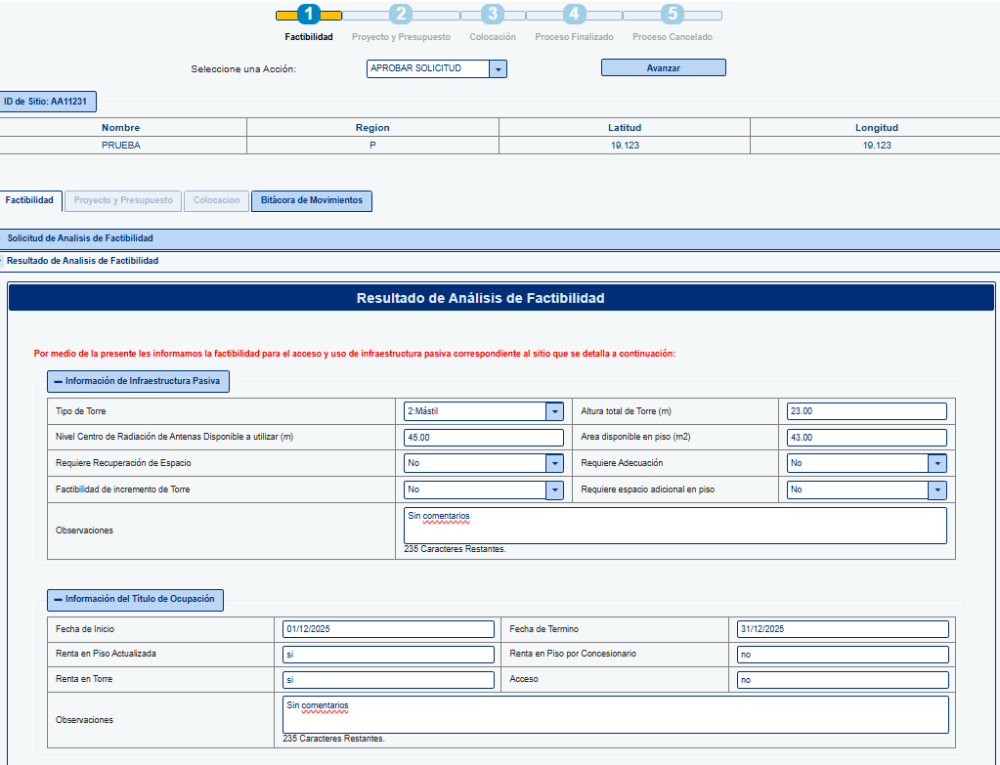 1 2 3 4 5
Factibilidad Proyecto y Presupuesto Colocación Proceso Finalizado Proceso Cancelado
Seleccione una Acción: APROBAR SOLICITUD Avanzar
ID de Sitio: AA11231
Nombre Region Latitud Longitud
PRUEBA P 19.123 19.123
Factibilidad Proyecto y Presupuesto Colocacion Bitácora de Movimientos
Solicitud de Analisis de Factibilidad
Resultado de Analisis de Factibilidad
Resultado de Análisis de Factibilidad
Por medio de la presente les informamos la factibilidad para el acceso y uso de infraestructura pasiva correspondiente al sitio que se detalla a continuación:
Información de Infraestructura Pasiva
Tipo de Torre 2:Mástil Altura total de Torre (m) 23.00
Nivel Centro de Radiación de Antenas Disponible a utilizar (m) 45.00 Area disponible en piso (m2) 43.00
Requiere Recuperación de Espacio No Requiere Adecuación No
Factibilidad de incremento de Torre No Requiere espacio adicional en piso No
Sin comentarios
Observaciones
235 Caracteres Restantes.
Información del Título de Ocupación
Fecha de Inicio 01/12/2025 Fecha de Termino 31/12/2025
Renta en Piso Actualizada si Renta en Piso por Concesionario no
Renta en Torre si Acceso no
Sin comentarios
Observaciones
235 Caracteres Restantes.